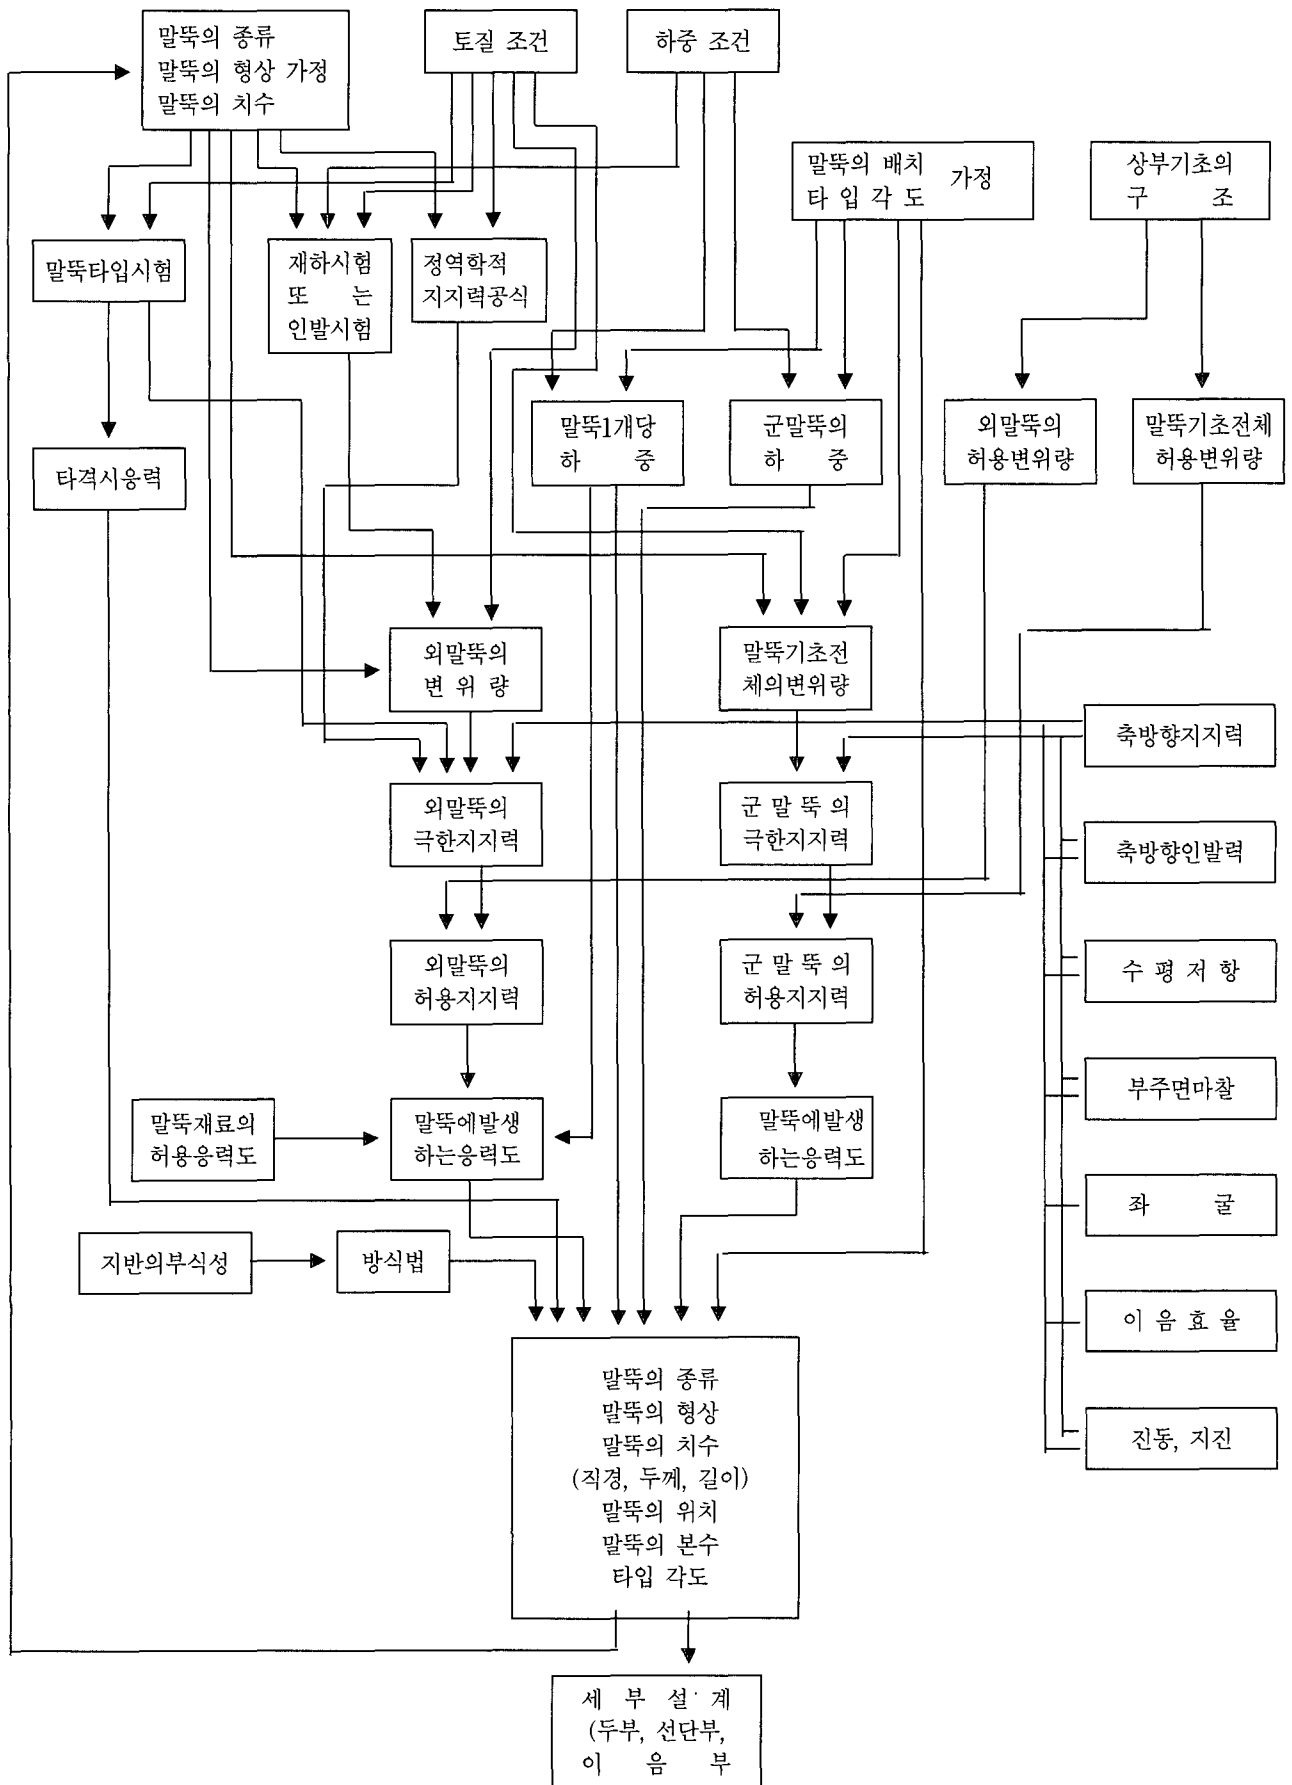 말뚝의 종류
말뚝의 형상 가정
말뚝의 치수
토질 조건
하중 조건
말뚝의 배치
타 입 각 도
가정
상부기초의
구 조
말뚝타입시험
재하시험
또 는
인발시험
정역학적
지지력공식
말뚝1개당
하 중
군말뚝의
하 중
외말뚝의
허용변위량
말뚝기초전체
허용변위량
타격시응력
외말뚝의
변 위 량
말뚝기초전
체의변위량
축방향지지력
외말뚝의
극한지지력
군 말 뚝 의
극한지지력
축방향인발력
외말뚝의
허용지지력
군 말 뚝 의
허용지지력
수 평 저 항
부주면마찰
말뚝재료의
허용응력도
말뚝에발생
하는응력도
말뚝에발생
하는응력도
좌 굴
지반의부식성
방식법
이 음 효 율
말뚝의 종류
말뚝의 형상
말뚝의 치수
(직경, 두께, 길이)
말뚝의 위치
말뚝의 본수
타입 각도
진동, 지진
세 부 설 계
(두부, 선단부,
이 음 부